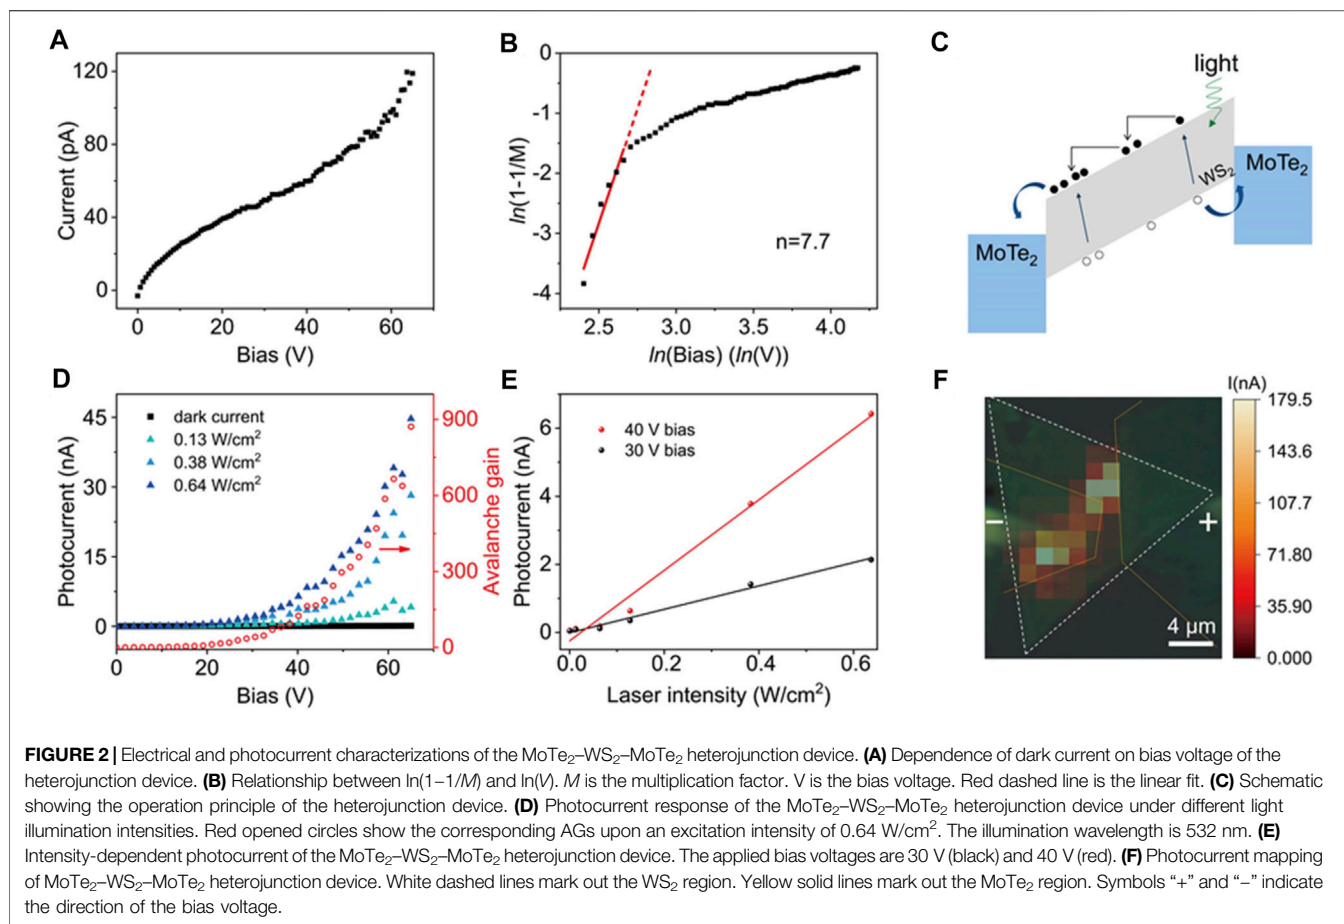 A
120
80
40
0
Current (pA)
0 20 40 60
Bias (V)
B
0
-1
-2
-3
-4
ln(1-1/M)
n=7.7
2.5 3.0 3.5 4.0
ln(Bias) (ln(V))
C
light
WS2
MoTe2
MoTe2
D
45
30
15
0
Photocurrent (nA)
dark current
0.13 W/cm²
0.38 W/cm²
0.64 W/cm²
900
600
300
0
Avalanche gain
0 20 40 60
Bias (V)
E
6
4
2
0
Photocurrent (nA)
40 V bias
30 V bias
0.0 0.2 0.4 0.6
Laser intensity (W/cm²)
F
I(nA)
179.5
143.6
107.7
71.80
35.90
0.000
− +
4 μm
FIGURE 2 | Electrical and photocurrent characterizations of the MoTe2–WS2–MoTe2 heterojunction device. (A) Dependence of dark current on bias voltage of the
heterojunction device. (B) Relationship between ln(1−1/M) and ln(V). M is the multiplication factor. V is the bias voltage. Red dashed line is the linear fit. (C) Schematic
showing the operation principle of the heterojunction device. (D) Photocurrent response of the MoTe2–WS2–MoTe2 heterojunction device under different light
illumination intensities. Red opened circles show the corresponding AGs upon an excitation intensity of 0.64 W/cm². The illumination wavelength is 532 nm. (E)
Intensity-dependent photocurrent of the MoTe2–WS2–MoTe2 heterojunction device. The applied bias voltages are 30 V (black) and 40 V (red). (F) Photocurrent mapping
of MoTe2–WS2–MoTe2 heterojunction device. White dashed lines mark out the WS2 region. Yellow solid lines mark out the MoTe2 region. Symbols “+” and “−” indicate
the direction of the bias voltage.